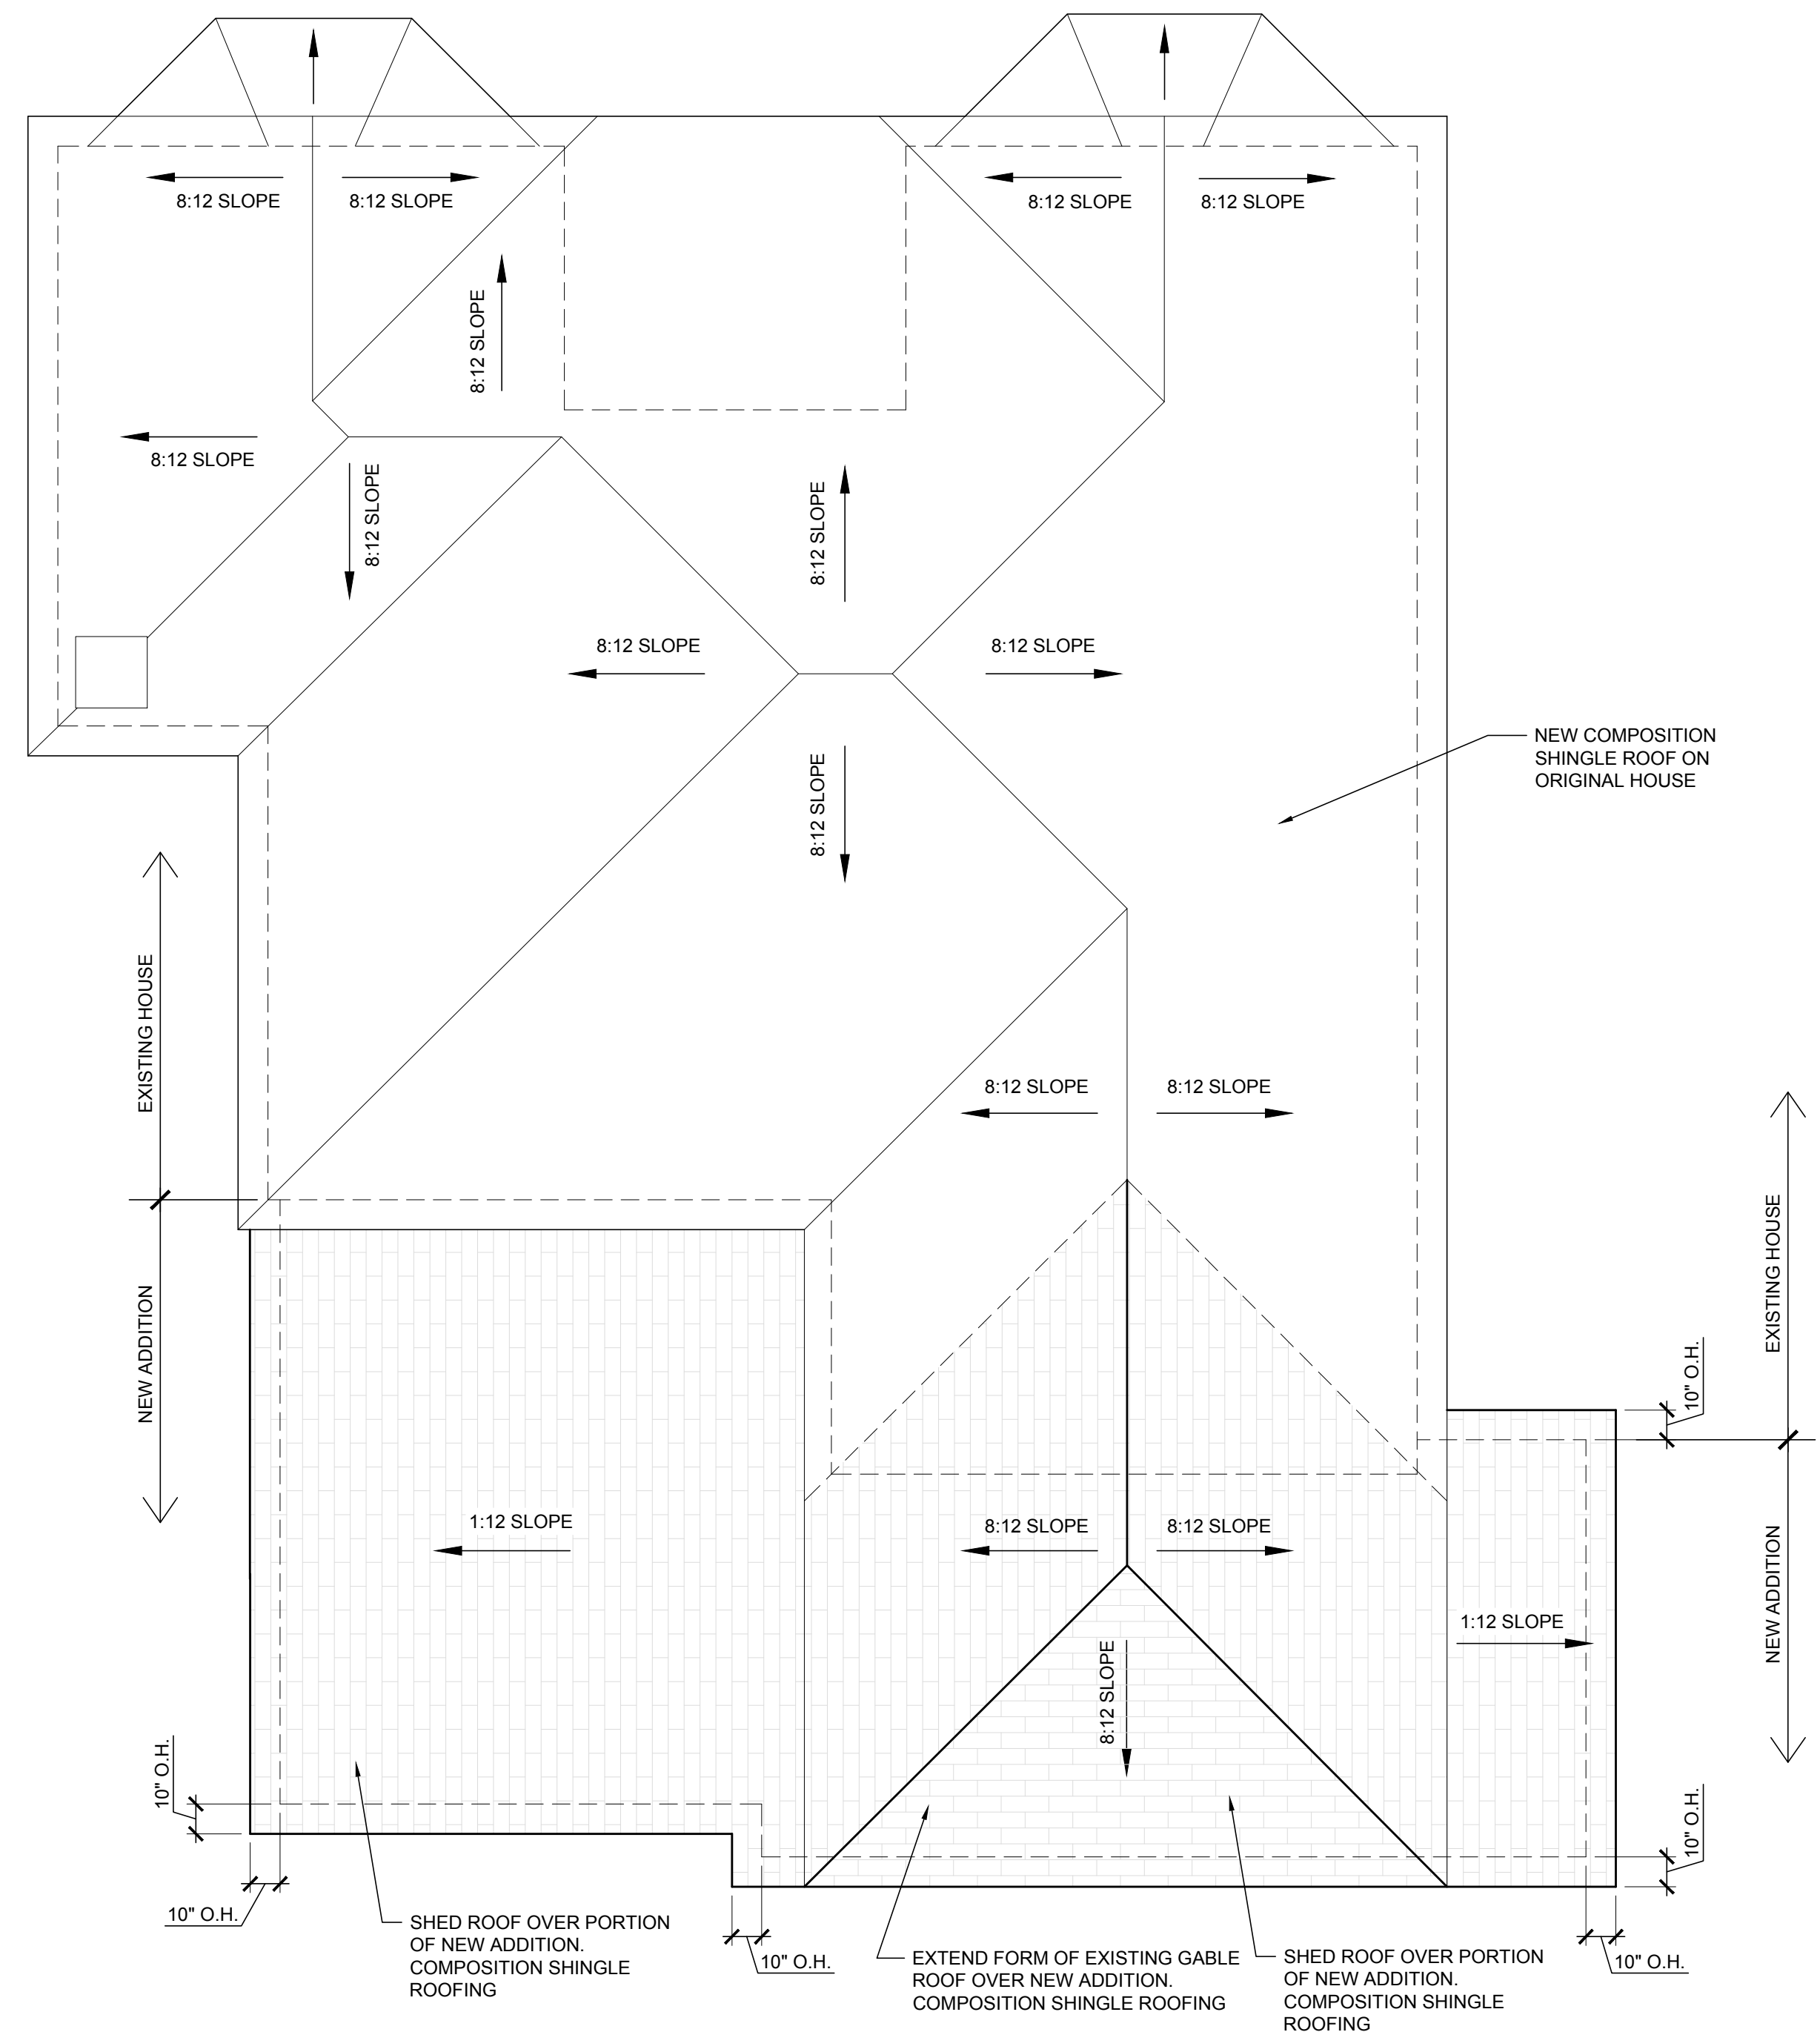 8:12 SLOPE
8:12 SLOPE
8:12 SLOPE
8:12 SLOPE
8:12 SLOPE
8:12 SLOPE
8:12 SLOPE
8:12 SLOPE
8:12 SLOPE
8:12 SLOPE
NEW COMPOSITION
SHINGLE ROOF ON
ORIGINAL HOUSE
8:12 SLOPE
EXISTING HOUSE
8:12 SLOPE
8:12 SLOPE
EXISTING HOUSE
NEW ADDITION
10" O.H.
1:12 SLOPE
8:12 SLOPE
8:12 SLOPE
NEW ADDITION
1:12 SLOPE
8:12 SLOPE
10" O.H.
10" O.H.
10" O.H.
SHED ROOF OVER PORTION
OF NEW ADDITION.
COMPOSITION SHINGLE
ROOFING
10" O.H.
EXTEND FORM OF EXISTING GABLE
ROOF OVER NEW ADDITION.
COMPOSITION SHINGLE ROOFING
SHED ROOF OVER PORTION
OF NEW ADDITION.
COMPOSITION SHINGLE
ROOFING
10" O.H.